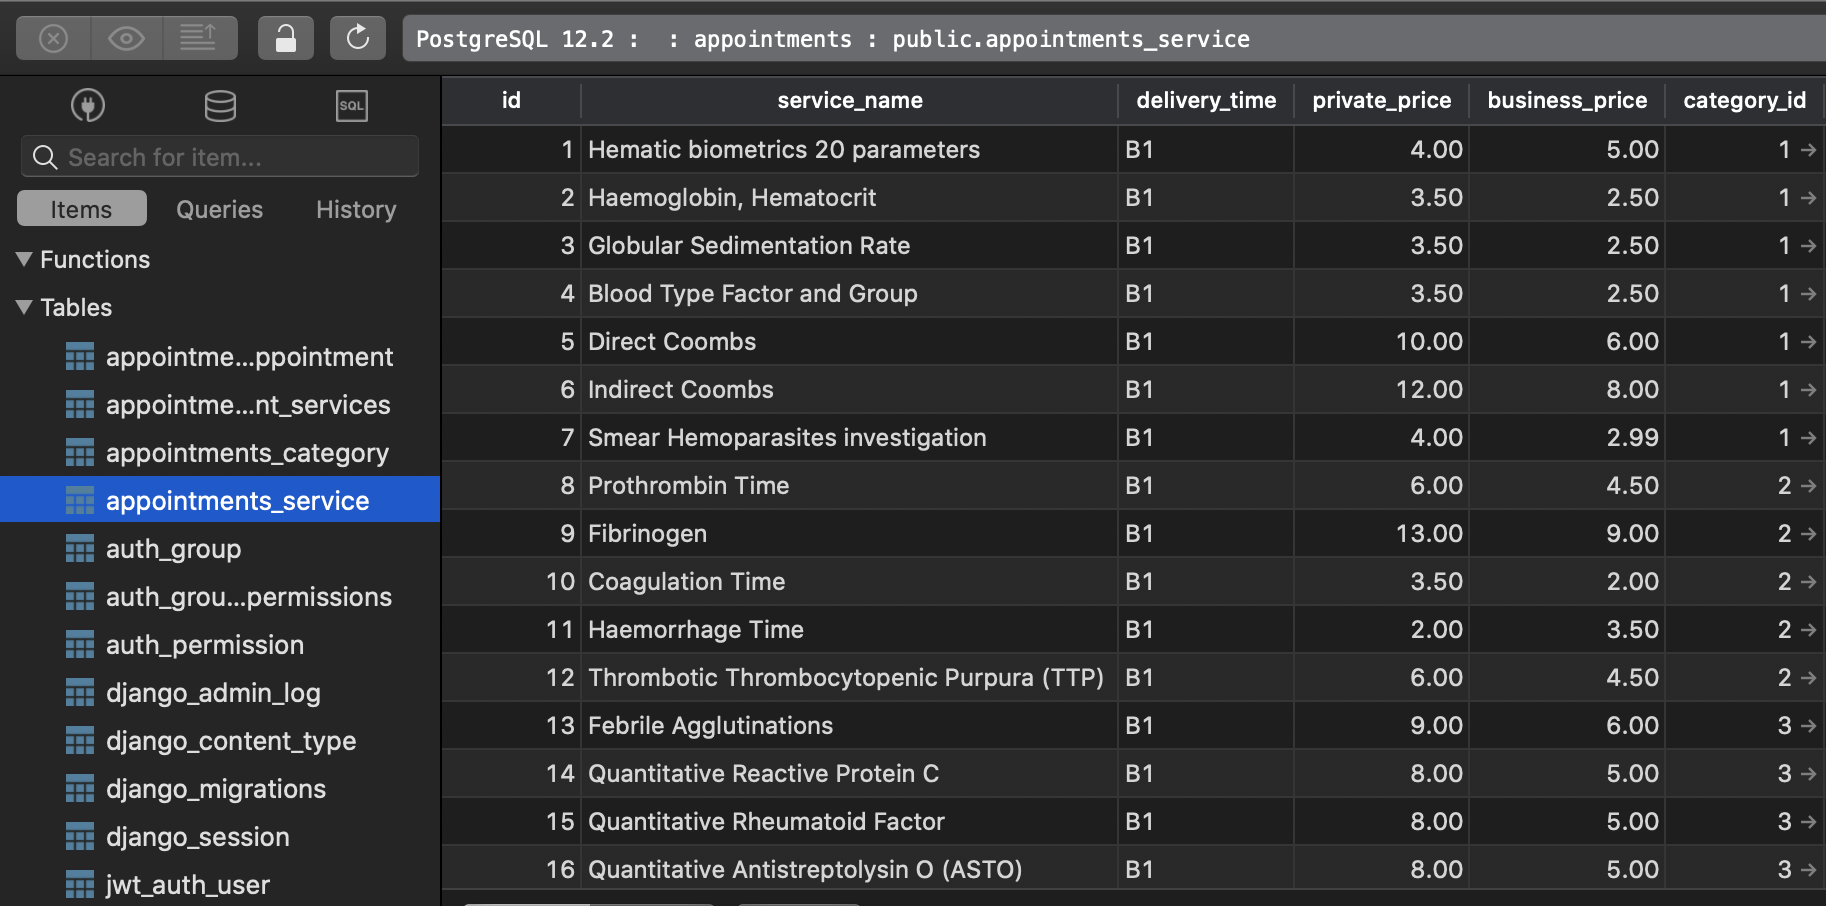 PostgreSQL 12.2 :  : appointments : public.appointments_service
SQL
Search for item...
Items Queries History
Functions
Tables
appointme...ppointment
appointme...nt_services
appointments_category
appointments_service
auth_group
auth_grou...permissions
auth_permission
django_admin_log
django_content_type
django_migrations
django_session
jwt_auth_user
id service_name delivery_time private_price business_price category_id
1 Hematic biometrics 20 parameters B1 4.00 5.00 1
2 Haemoglobin, Hematocrit B1 3.50 2.50 1
3 Globular Sedimentation Rate B1 3.50 2.50 1
4 Blood Type Factor and Group B1 3.50 2.50 1
5 Direct Coombs B1 10.00 6.00 1
6 Indirect Coombs B1 12.00 8.00 1
7 Smear Hemoparasites investigation B1 4.00 2.99 1
8 Prothrombin Time B1 6.00 4.50 2
9 Fibrinogen B1 13.00 9.00 2
10 Coagulation Time B1 3.50 2.00 2
11 Haemorrhage Time B1 2.00 3.50 2
12 Thrombotic Thrombocytopenic Purpura (TTP) B1 6.00 4.50 2
13 Febrile Agglutinations B1 9.00 6.00 3
14 Quantitative Reactive Protein C B1 8.00 5.00 3
15 Quantitative Rheumatoid Factor B1 8.00 5.00 3
16 Quantitative Antistreptolysin O (ASTO) B1 8.00 5.00 3